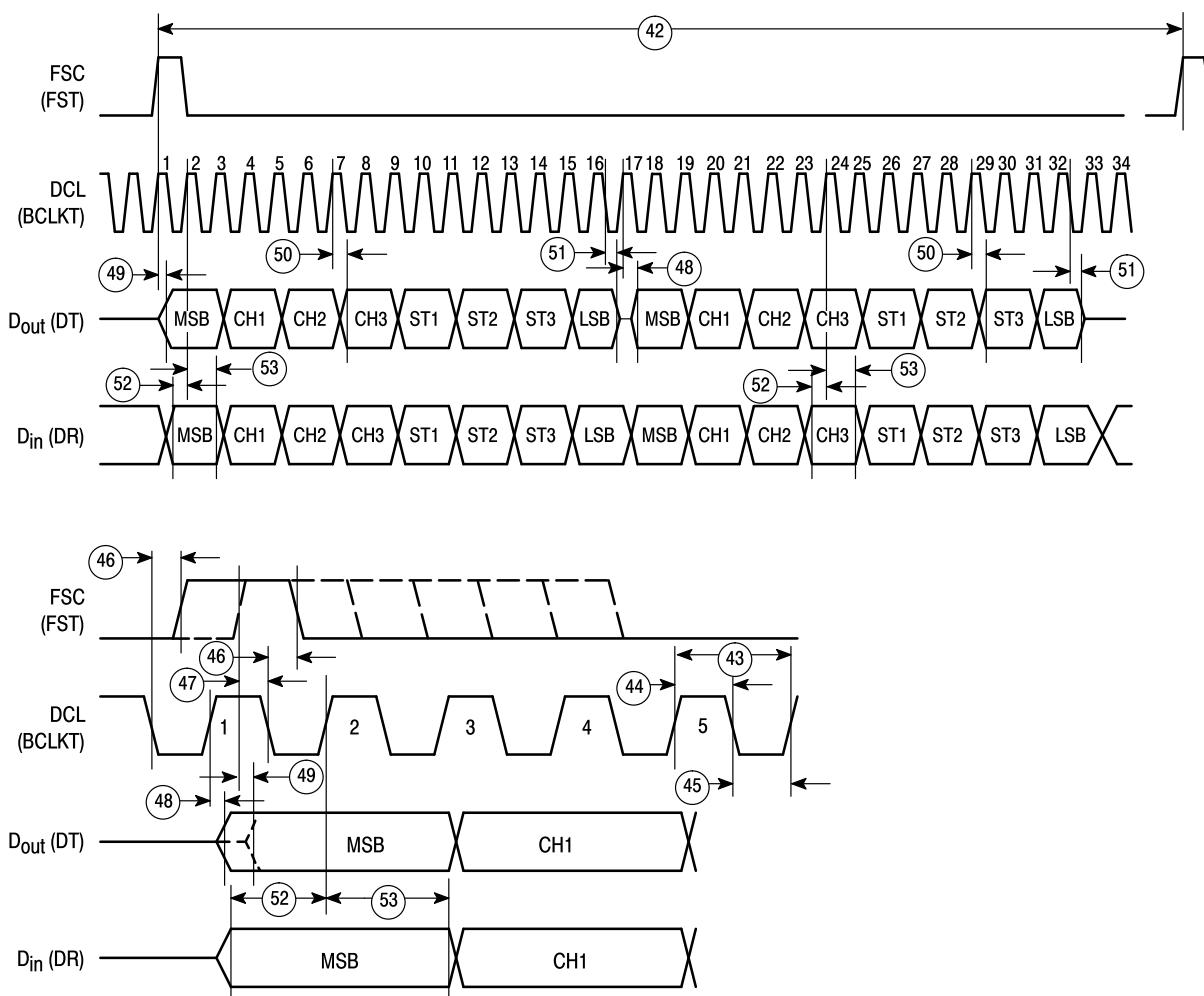 42
FSC
(FST)
1 2 3 4 5 6 7 8 9 10 11 12 13 14 15 16 17 18 19 20 21 22 23 24 25 26 27 28 29 30 31 32 33 34
DCL
(BCLKT)
50 51 50
49 48 51
Dout (DT) MSB CH1 CH2 CH3 ST1 ST2 ST3 LSB MSB CH1 CH2 CH3 ST1 ST2 ST3 LSB
53 53
52 52
Din (DR) MSB CH1 CH2 CH3 ST1 ST2 ST3 LSB MSB CH1 CH2 CH3 ST1 ST2 ST3 LSB
46
FSC
(FST)
46 43
47 44
DCL
(BCLKT)
1 2 3 4 5
49 45
48
Dout (DT) MSB CH1
52 53
Din (DR) MSB CH1